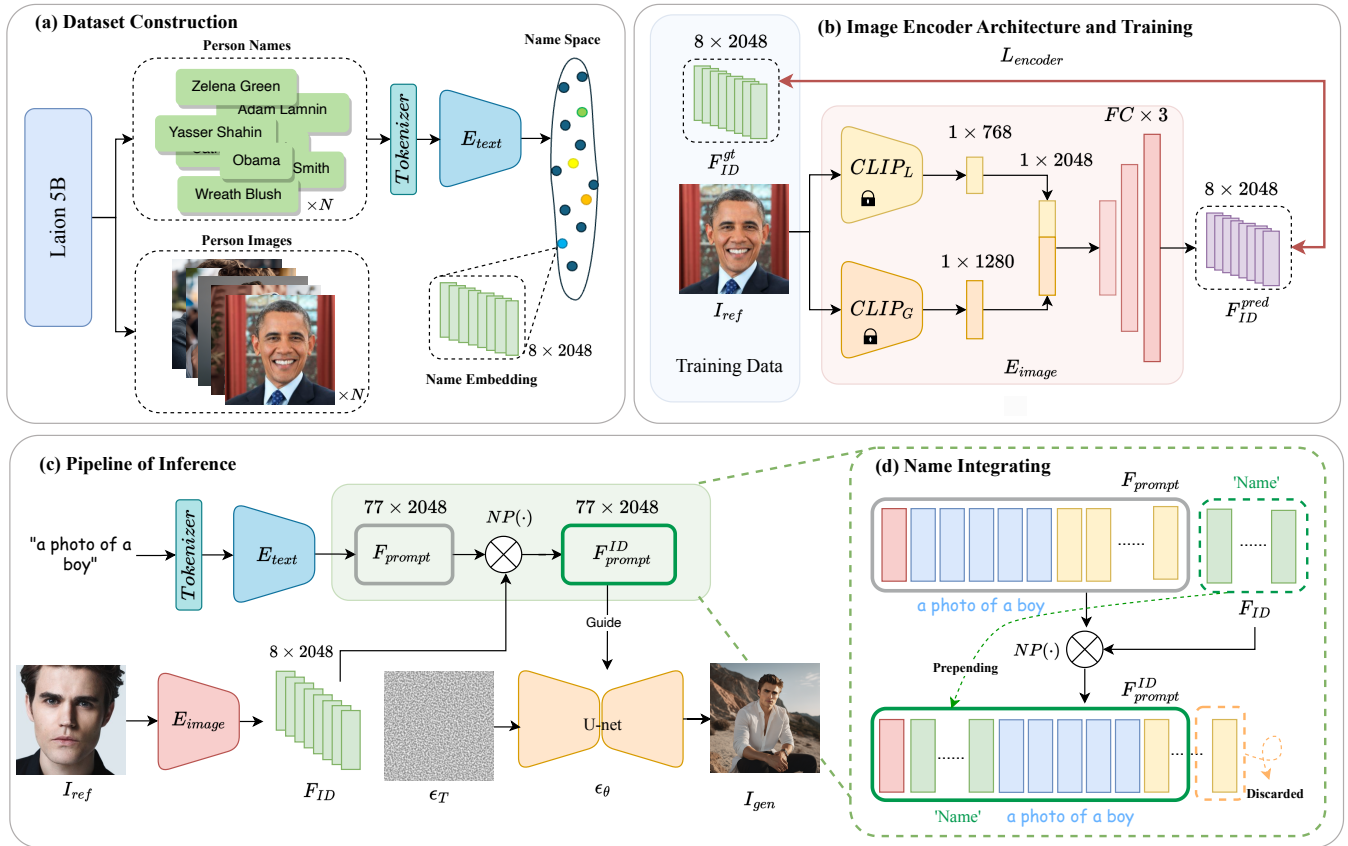 (a) Dataset Construction
Person Names
Name Space
Laion 5B
Zelena Green
Adam Lamnin
Yasser Shahin
Obama
Smith
Wreath Blush
×N
Tokenizer
E_text
Person Images
×N
8 × 2048
Name Embedding
(b) Image Encoder Architecture and Training
8 × 2048
L_encoder
F_ID^gt
I_ref
Training Data
CLIP_L
CLIP_G
1 × 768
1 × 2048
1 × 1280
FC × 3
E_image
8 × 2048
F_ID^pred
(c) Pipeline of Inference
"a photo of a
boy"
Tokenizer
E_text
77 × 2048
F_prompt
NP(·)
77 × 2048
F_prompt^ID
Guide
I_ref
E_image
8 × 2048
F_ID
ϵ_T
U-net
ϵ_θ
I_gen
(d) Name Integrating
F_prompt
'Name'
......
......
a photo of a boy
F_ID
NP(·)
Prepending
F_prompt^ID
......
......
Discarded
'Name'
a photo of a boy